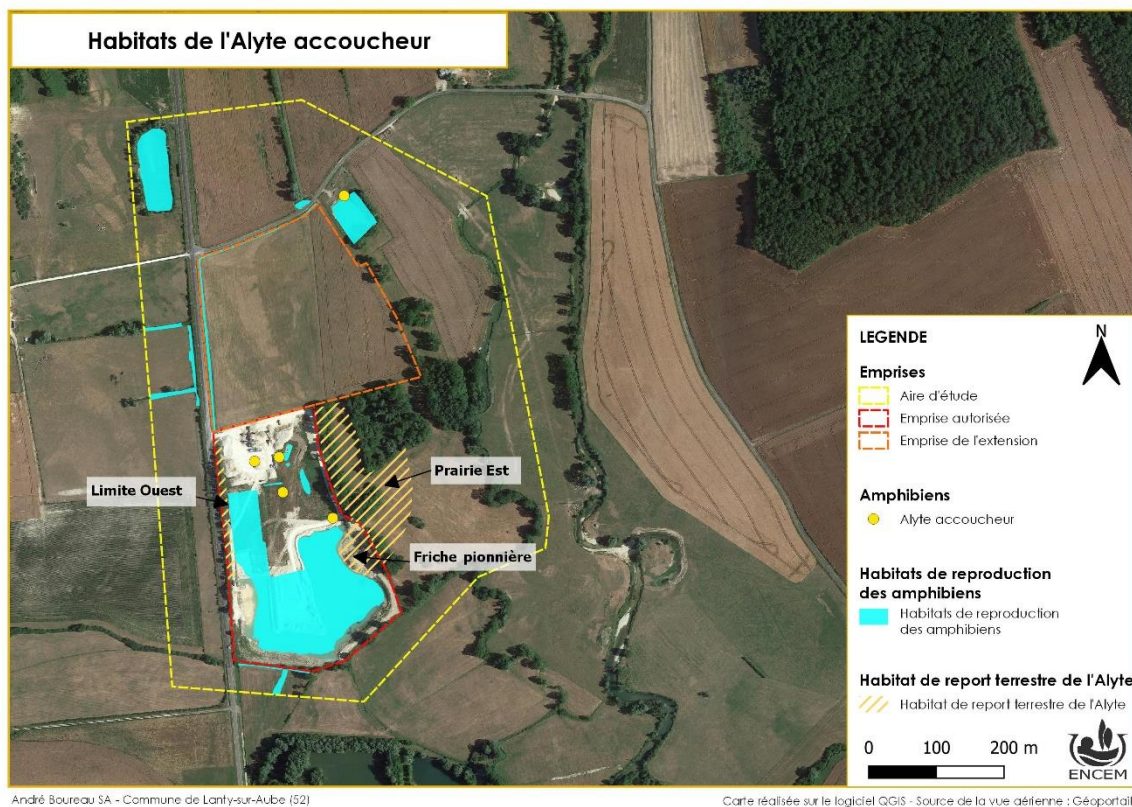 Habitats de l'Alyte accoucheur
Limite Ouest
Prairie Est
Friche pionnière
LEGENDE
N
Emprises
Aire d'étude
Emprise autorisée
Emprise de l'extension
Amphibiens
Alyte accoucheur
Habitats de reproduction
des amphibiens
Habitats de reproduction
des amphibiens
Habitat de report terrestre de l'Alyte
Habitat de report terrestre de l'Alyte
0 100 200 m
ENCEM
André Boureau SA - Commune de Lanty-sur-Aube (52)
Carte réalisée sur le logiciel QGIS - Source de la vue aérienne : Géoportail